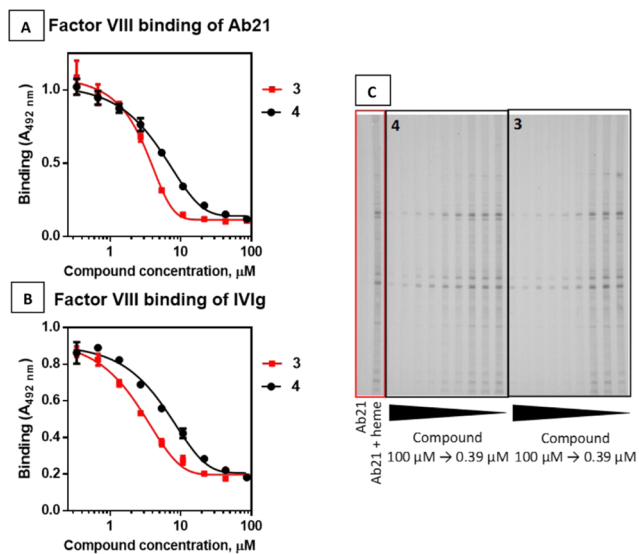 A
Factor VIII binding of Ab21
Binding (A492 nm)
1.0
0.5
0.0
1
10
100
Compound concentration, μM
3
4
B
Factor VIII binding of IVIg
Binding (A492 nm)
1.0
0.8
0.6
0.4
0.2
0.0
1
10
100
Compound concentration, μM
3
4
C
4
3
Ab21
Ab21 + heme
Compound
100 μM → 0.39 μM
Compound
100 μM → 0.39 μM